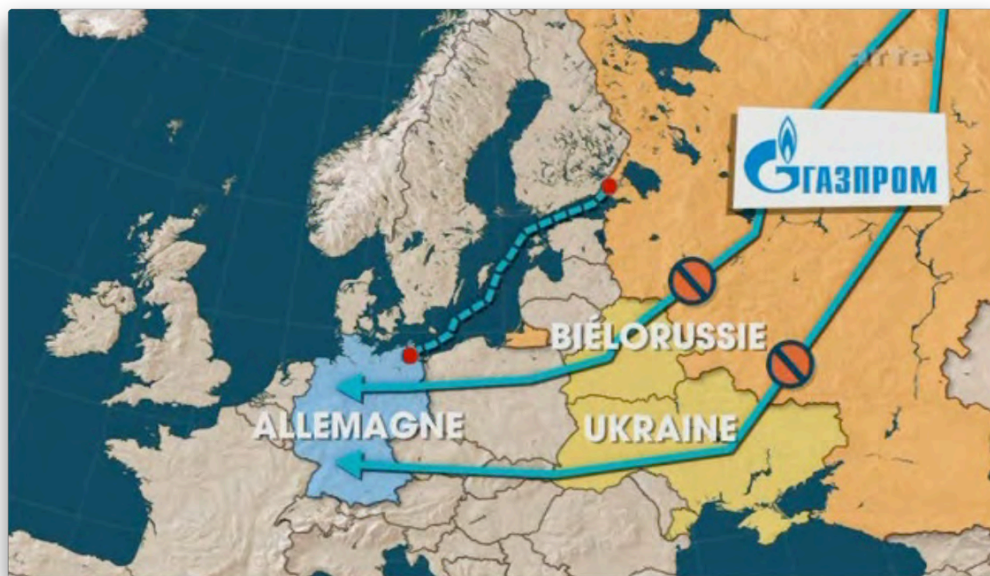 arte
ГАЗПРОМ
BIÉLORUSSIE
ALLEMAGNE
UKRAINE